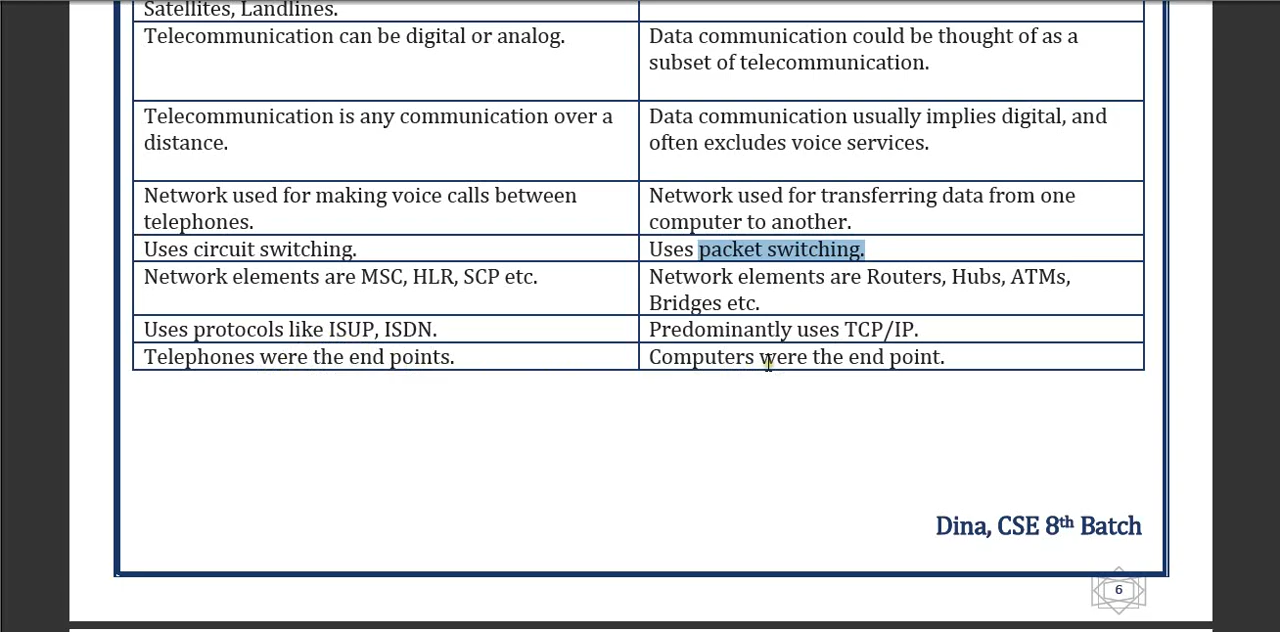 Satellites, Landlines.
Telecommunication can be digital or analog.
Data communication could be thought of as a
subset of telecommunication.
Telecommunication is any communication over a
distance.
Data communication usually implies digital, and
often excludes voice services.
Network used for making voice calls between
telephones.
Network used for transferring data from one
computer to another.
Uses circuit switching.
Uses packet switching.
Network elements are MSC, HLR, SCP etc.
Network elements are Routers, Hubs, ATMs,
Bridges etc.
Uses protocols like ISUP, ISDN.
Predominantly uses TCP/IP.
Telephones were the end points.
Computers were the end point.
Dina, CSE 8th Batch
6